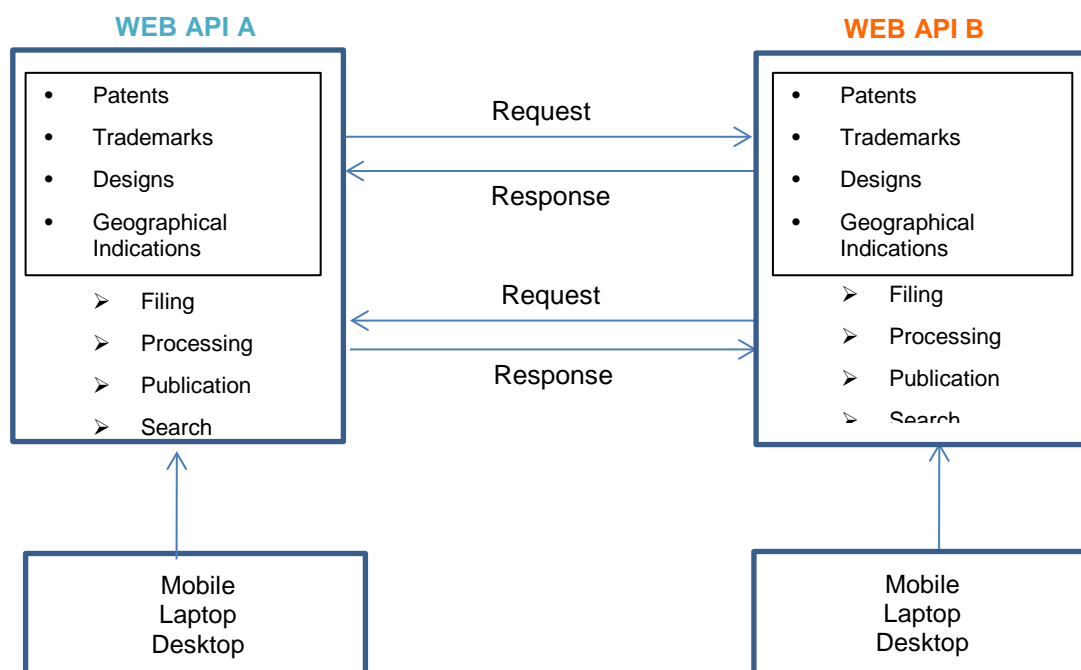 WEB API A
WEB API B
• Patents
• Trademarks
• Designs
• Geographical
Indications
➢ Filing
➢ Processing
➢ Publication
➢ Search
Request
Response
Request
Response
• Patents
• Trademarks
• Designs
• Geographical
Indications
➢ Filing
➢ Processing
➢ Publication
➢ Search
Mobile
Laptop
Desktop
Mobile
Laptop
Desktop